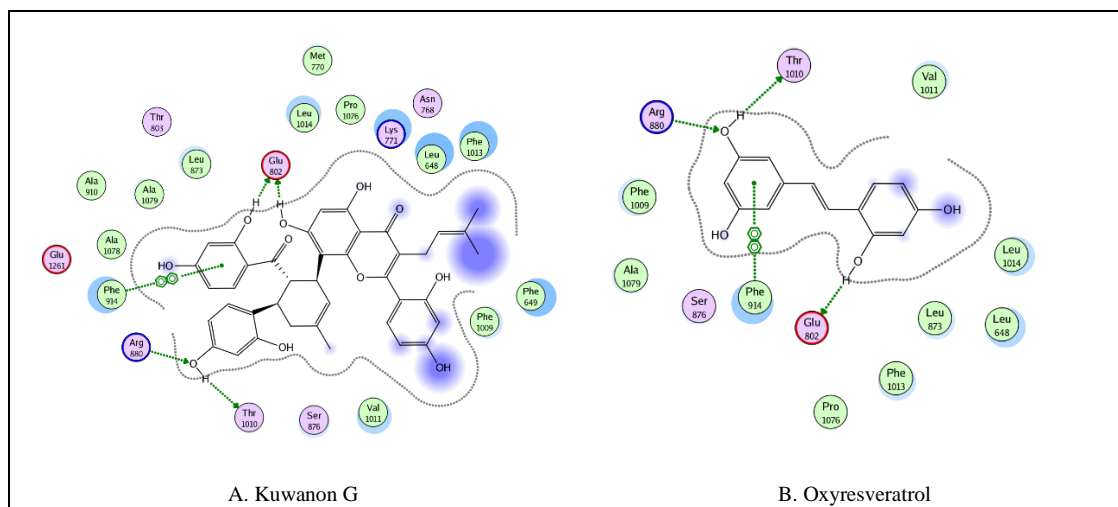 Met
770
Thr
803
Leu
1014
Pro
1076
Asn
768
Lys
771
Leu
648
Phe
1013
Leu
873
Glu
802
Ala
910
Ala
1079
Ala
1078
Glu
1261
Phe
914
Arg
880
Thr
1010
Ser
876
Val
1011
Phe
1009
Phe
649
H
O
H
O
HO
O
OH
O
O
OH
OH
OH
O
H
A. Kuwanon G
Thr
1010
Val
1011
Arg
880
H
O
Phe
1009
HO
OH
O
H
Ala
1079
Ser
876
Phe
914
Glu
802
Leu
1014
Leu
873
Leu
648
Phe
1013
Pro
1076
B. Oxyresveratrol